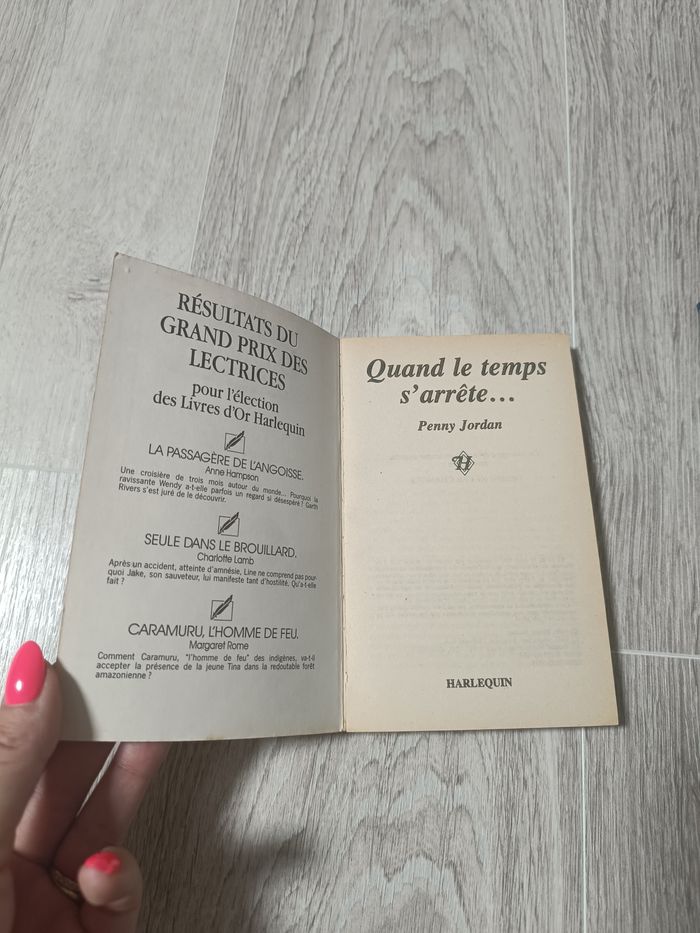 RÉSULTATS DU
GRAND PRIX DES
LECTRICES
pour l'élection
des Livres d'Or Harlequin
LA PASSAGÈRE DE L'ANGOISSE.
Anne Hampson
Une croisière de trois mois autour du monde... Pourquoi la
ravissante Wendy a-t-elle parfois un regard si désespéré? Garth
Rivers s'est juré de le découvrir.
SEULE DANS LE BROUILLARD.
Charlotte Lamb
Après un accident, atteinte d'amnésie, Line ne comprend pas pour-
quoi Jake, son sauveteur, lui manifeste tant d'hostilité. Qu'a-t-elle
fait ?
CARAMURU, L'HOMME DE FEU.
Margaret Rome
Comment Caramuru, "l'homme de feu" des indigènes, va-t-il
accepter la présence de la jeune Tina dans la redoutable forêt
amazonienne ?
Quand le temps
s'arrête...
Penny Jordan
H
HARLEQUIN